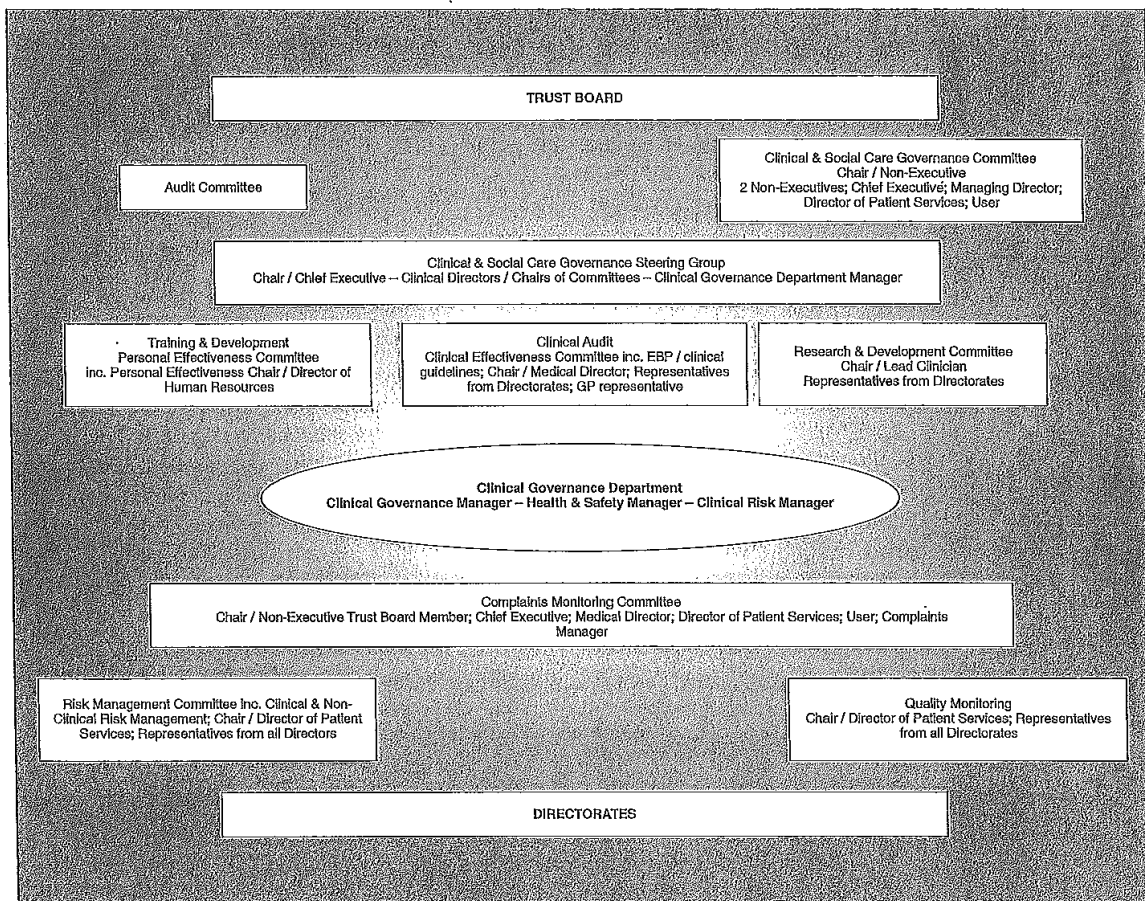 TRUST BOARD
Audit Committee
Clinical & Social Care Governance Committee
Chair / Non-Executive
2 Non-Executives; Chief Executive; Managing Director;
Director of Patient Services; User
Clinical & Social Care Governance Steering Group
Chair / Chief Executive – Clinical Directors / Chairs of Committees – Clinical Governance Department Manager
Training & Development
Personal Effectiveness Committee
inc. Personal Effectiveness Chair / Director of
Human Resources
Clinical Audit
Clinical Effectiveness Committee inc. EBP / clinical
guidelines; Chair / Medical Director; Representatives
from Directorates; GP representative
Research & Development Committee
Chair / Lead Clinician
Representatives from Directorates
Clinical Governance Department
Clinical Governance Manager – Health & Safety Manager – Clinical Risk Manager
Complaints Monitoring Committee
Chair / Non-Executive Trust Board Member; Chief Executive; Medical Director; Director of Patient Services; User; Complaints
Manager
Risk Management Committee Inc. Clinical & Non-
Clinical Risk Management; Chair / Director of Patient
Services; Representatives from all Directors
Quality Monitoring
Chair / Director of Patient Services; Representatives
from all Directorates
DIRECTORATES